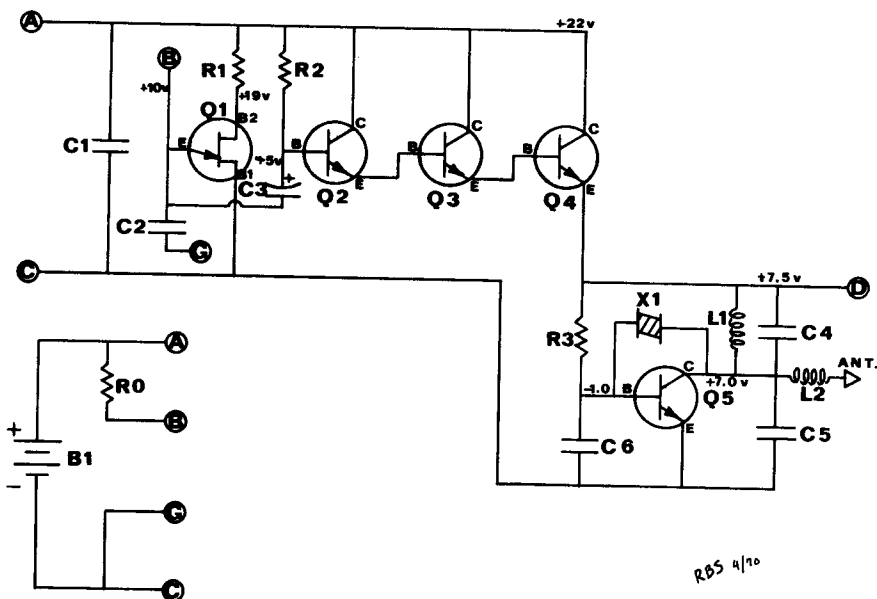 A +22v
B
R1 R2
+10v +19v
Q1 B2
C1 E B C B C B C
+5v
B1
C3 + E E E
Q2 Q3 Q4
C2
G
C
+7.5v D
X1
L1
R3 C4
C ANT.
-1.0 B +7.0v
Q5 L2
E
C6 C5
A
R0
+
B1 B
-
G
C
RBS 4/70